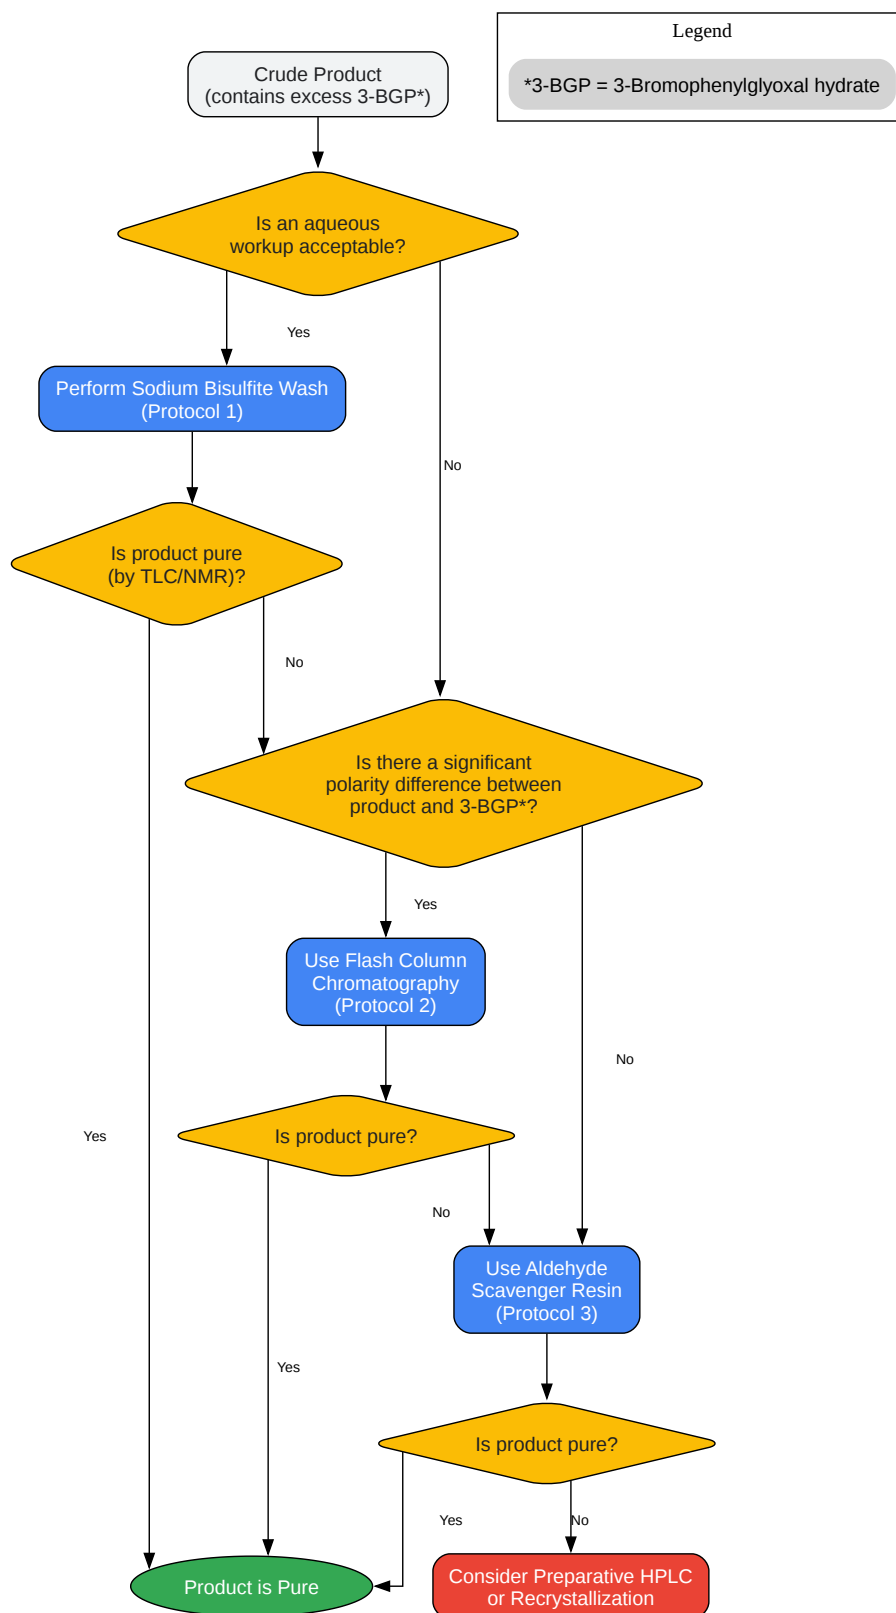 Legend
*3-BGP = 3-Bromophenylglyoxal hydrate
Crude Product
(contains excess 3-BGP*)
Is an aqueous
workup acceptable?
Yes
Perform Sodium Bisulfite Wash
(Protocol 1)
No
Is product pure
(by TLC/NMR)?
No
Is there a significant
polarity difference between
product and 3-BGP*?
Yes
Use Flash Column
Chromatography
(Protocol 2)
No
Yes
Is product pure?
No
Use Aldehyde
Scavenger Resin
(Protocol 3)
Yes
Is product pure?
Yes
No
Product is Pure
Consider Preparative HPLC
or Recrystallization